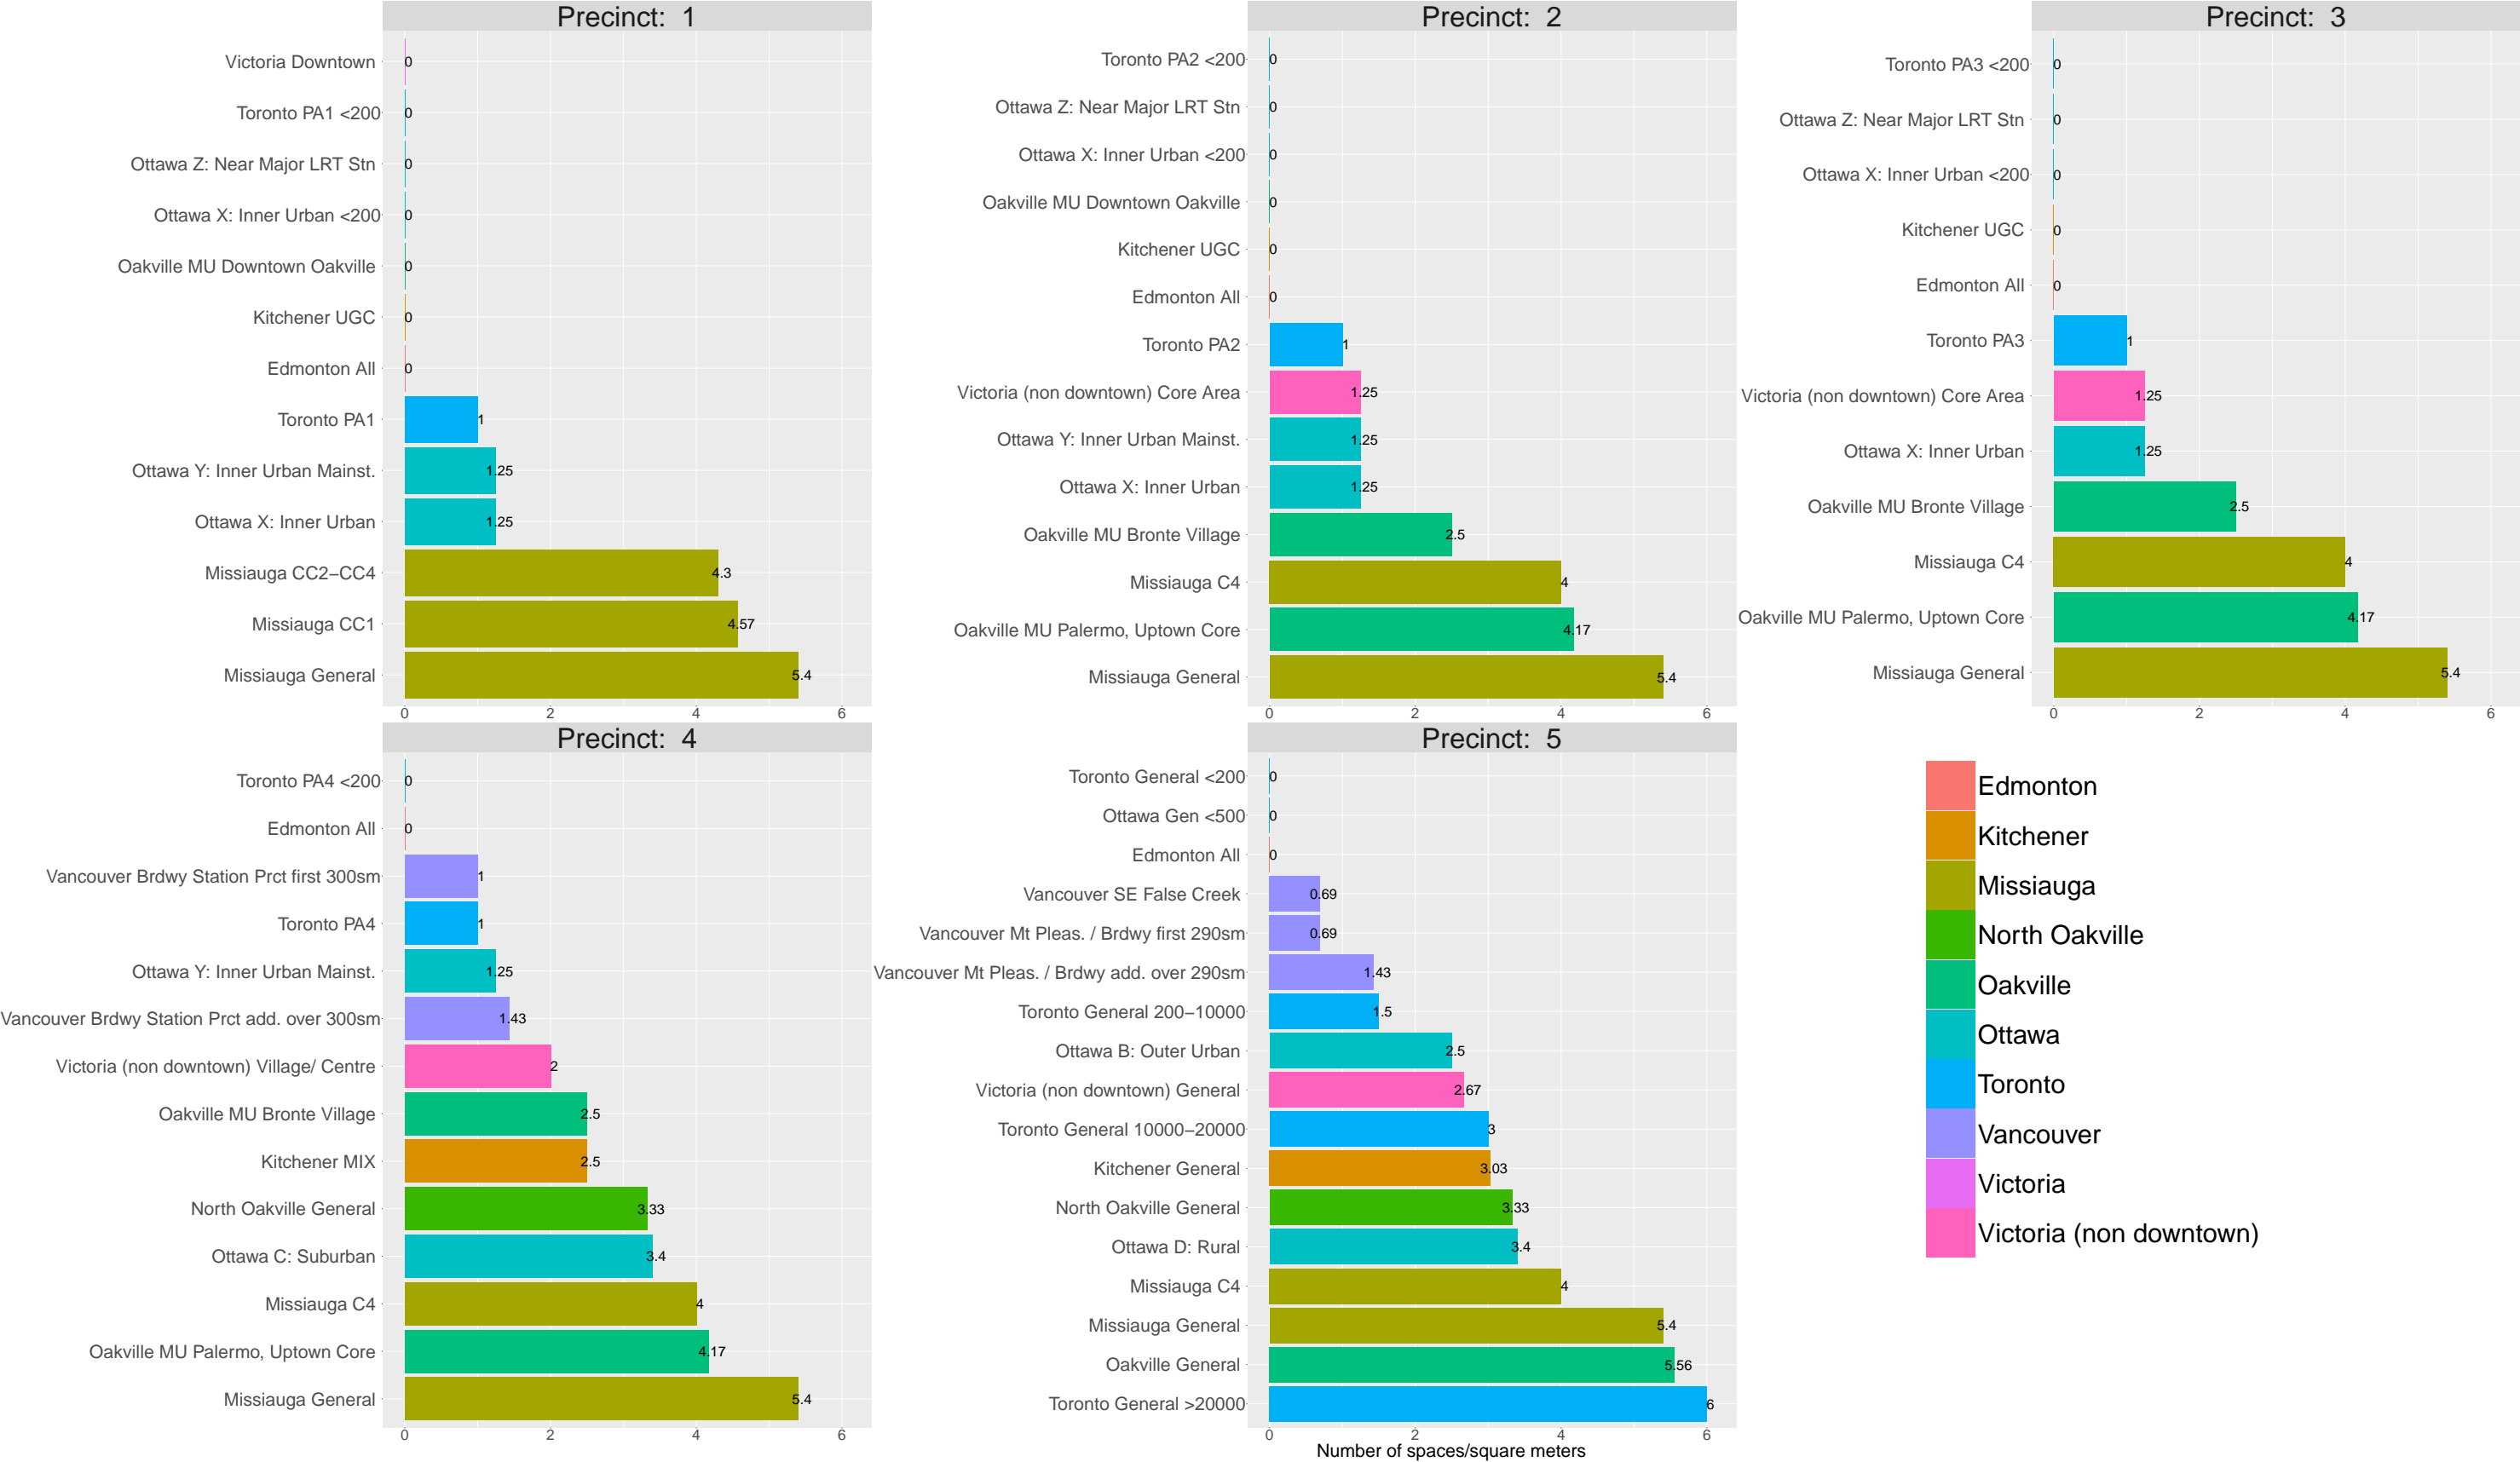 Precinct:  1
Victoria Downtown 0
Toronto PA1 <200 0
Ottawa Z: Near Major LRT Stn 0
Ottawa X: Inner Urban <200 0
Oakville MU Downtown Oakville 0
Kitchener UGC 0
Edmonton All 0
Toronto PA1 1
Ottawa Y: Inner Urban Mainst. 1.25
Ottawa X: Inner Urban 1.25
Missiauga CC2−CC4 4.3
Missiauga CC1 4.57
Missiauga General 5.4
0 2 4 6
Precinct:  2
Toronto PA2 <200 0
Ottawa Z: Near Major LRT Stn 0
Ottawa X: Inner Urban <200 0
Oakville MU Downtown Oakville 0
Kitchener UGC 0
Edmonton All 0
Toronto PA2 1
Victoria (non downtown) Core Area 1.25
Ottawa Y: Inner Urban Mainst. 1.25
Ottawa X: Inner Urban 1.25
Oakville MU Bronte Village 2.5
Missiauga C4 4
Oakville MU Palermo, Uptown Core 4.17
Missiauga General 5.4
0 2 4 6
Precinct:  3
Toronto PA3 <200 0
Ottawa Z: Near Major LRT Stn 0
Ottawa X: Inner Urban <200 0
Kitchener UGC 0
Edmonton All 0
Toronto PA3 1
Victoria (non downtown) Core Area 1.25
Ottawa X: Inner Urban 1.25
Oakville MU Bronte Village 2.5
Missiauga C4 4
Oakville MU Palermo, Uptown Core 4.17
Missiauga General 5.4
0 2 4 6
Precinct:  4
Toronto PA4 <200 0
Edmonton All 0
Vancouver Brdwy Station Prct first 300sm 1
Toronto PA4 1
Ottawa Y: Inner Urban Mainst. 1.25
Vancouver Brdwy Station Prct add. over 300sm 1.43
Victoria (non downtown) Village/ Centre 2
Oakville MU Bronte Village 2.5
Kitchener MIX 2.5
North Oakville General 3.33
Ottawa C: Suburban 3.4
Missiauga C4 4
Oakville MU Palermo, Uptown Core 4.17
Missiauga General 5.4
0 2 4 6
Precinct:  5
Toronto General <200 0
Ottawa Gen <500 0
Edmonton All 0
Vancouver SE False Creek 0.69
Vancouver Mt Pleas. / Brdwy first 290sm 0.69
Vancouver Mt Pleas. / Brdwy add. over 290sm 1.43
Toronto General 200−10000 1.5
Ottawa B: Outer Urban 2.5
Victoria (non downtown) General 2.67
Toronto General 10000−20000 3
Kitchener General 3.03
North Oakville General 3.33
Ottawa D: Rural 3.4
Missiauga C4 4
Missiauga General 5.4
Oakville General 5.56
Toronto General >20000 6
0 2 4 6
Number of spaces/square meters
Edmonton
Kitchener
Missiauga
North Oakville
Oakville
Ottawa
Toronto
Vancouver
Victoria
Victoria (non downtown)